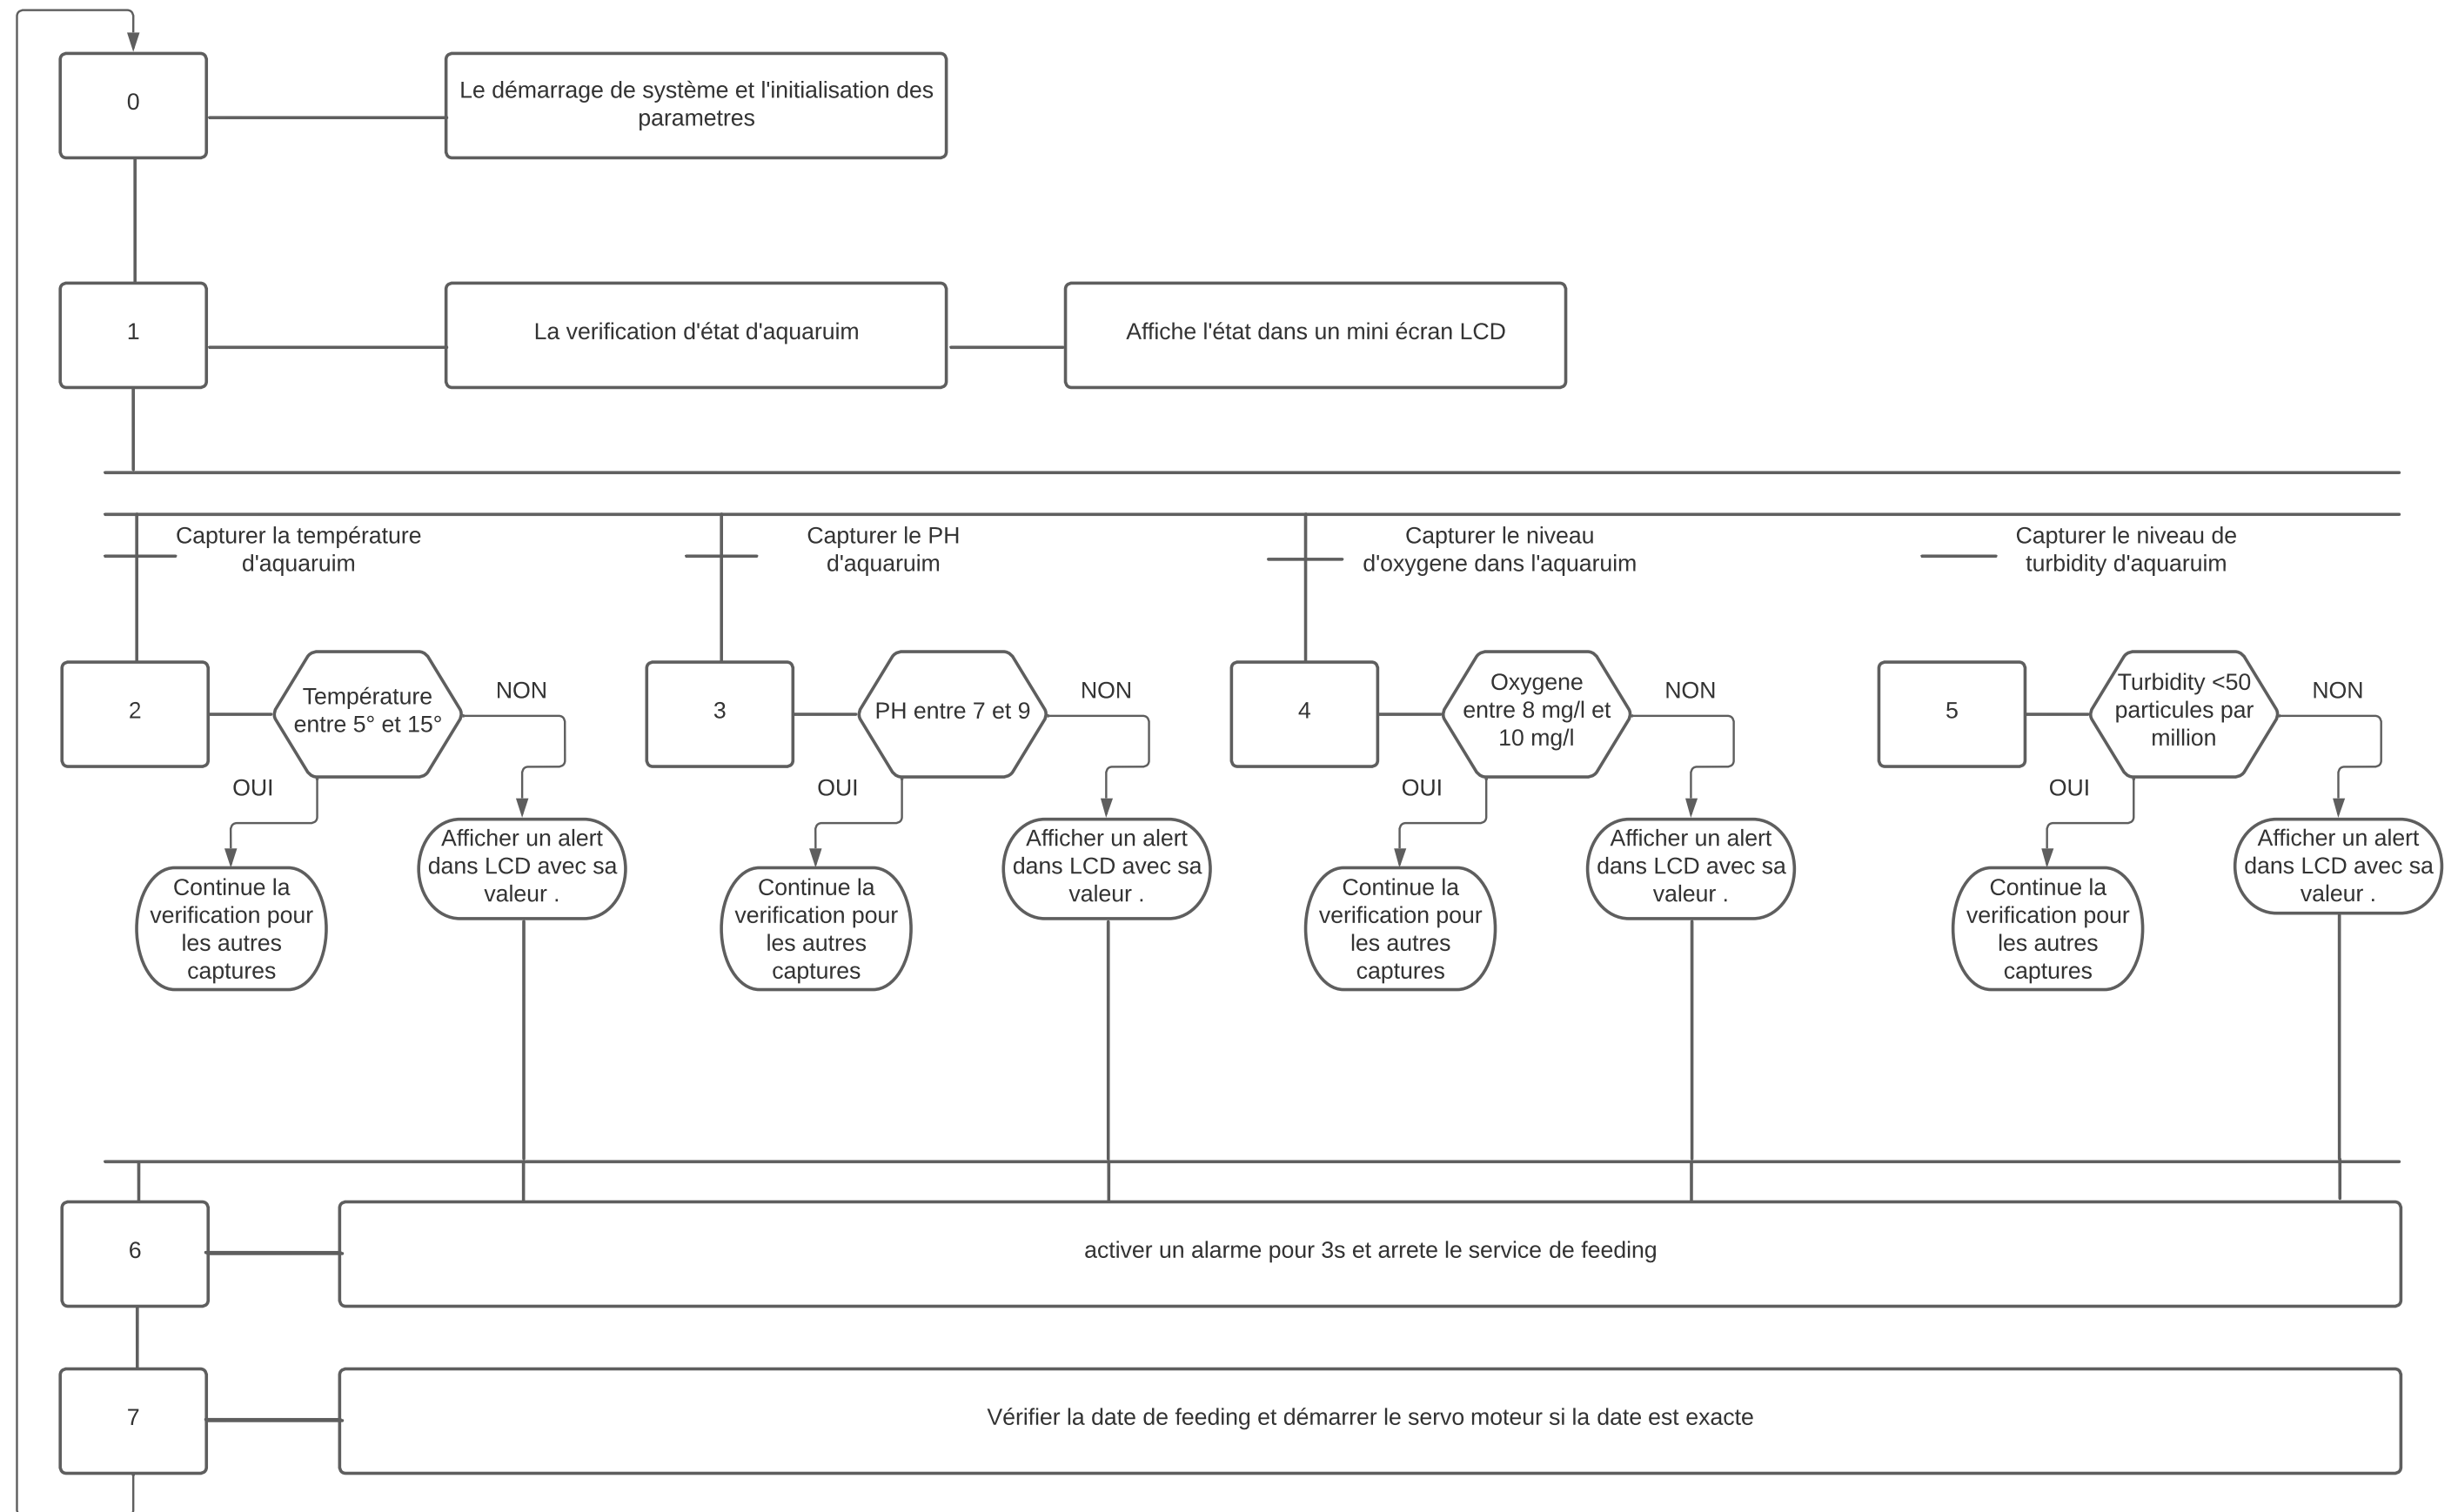 0
Le démarrage de système et l'initialisation des
parametres
1
La verification d'état d'aquaruim
Affiche l'état dans un mini écran LCD
Capturer la température
d'aquaruim
Capturer le PH
d'aquaruim
Capturer le niveau
d'oxygene dans l'aquaruim
Capturer le niveau de
turbidity d'aquaruim
2
Température
entre 5° et 15°
NON
OUI
Continue la
verification pour
les autres
captures
Afficher un alert
dans LCD avec sa
valeur .
3
PH entre 7 et 9
NON
OUI
Continue la
verification pour
les autres
captures
Afficher un alert
dans LCD avec sa
valeur .
4
Oxygene
entre 8 mg/l et
10 mg/l
NON
OUI
Continue la
verification pour
les autres
captures
Afficher un alert
dans LCD avec sa
valeur .
5
Turbidity <50
particules par
million
NON
OUI
Continue la
verification pour
les autres
captures
Afficher un alert
dans LCD avec sa
valeur .
6
activer un alarme pour 3s et arrete le service de feeding
7
Vérifier la date de feeding et démarrer le servo moteur si la date est exacte